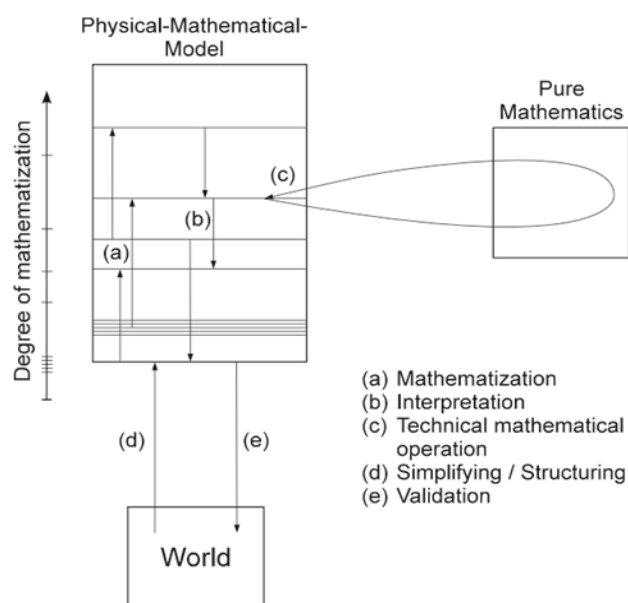 Physical-Mathematical-
Model
Pure
Mathematics
Degree of mathematization
(c)
(b)
(a)
(d)
(e)
World
(a) Mathematization
(b) Interpretation
(c) Technical mathematical
operation
(d) Simplifying / Structuring
(e) Validation